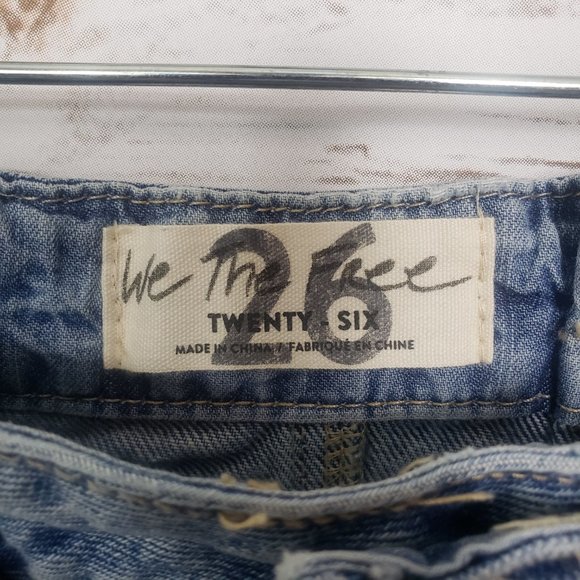 We The Free
26
TWENTY - SIX
MADE IN CHINA / FABRIQUÉ EN CHINE